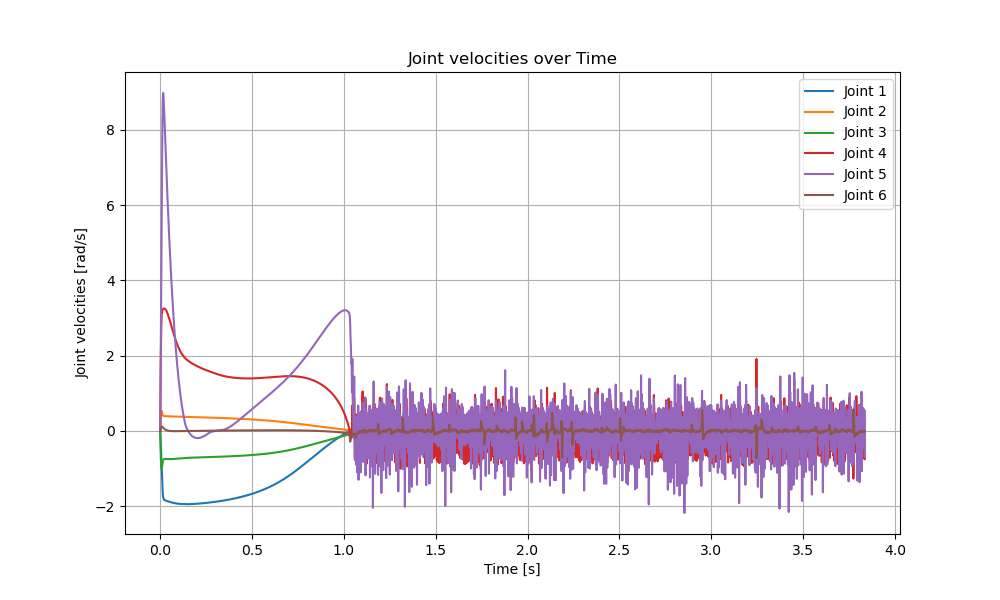 Joint velocities over Time
Joint velocities [rad/s]
8
6
4
2
0
−2
0.0 0.5 1.0 1.5 2.0 2.5 3.0 3.5 4.0
Time [s]
Joint 1
Joint 2
Joint 3
Joint 4
Joint 5
Joint 6